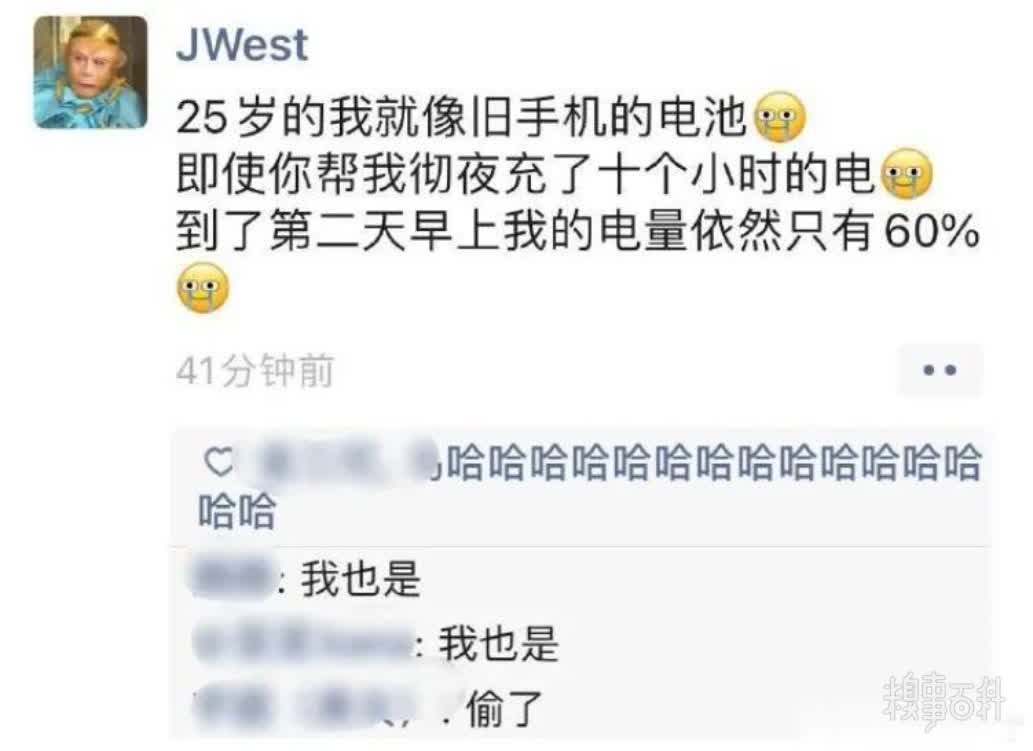 JWest
25岁的我就像旧手机的电池
即使你帮我彻夜充了十个小时的电
到了第二天早上我的电量依然只有60%
41分钟前
哈哈哈哈哈哈哈哈哈哈哈哈哈
哈哈
: 我也是
: 我也是
: 偷了
糗事百科